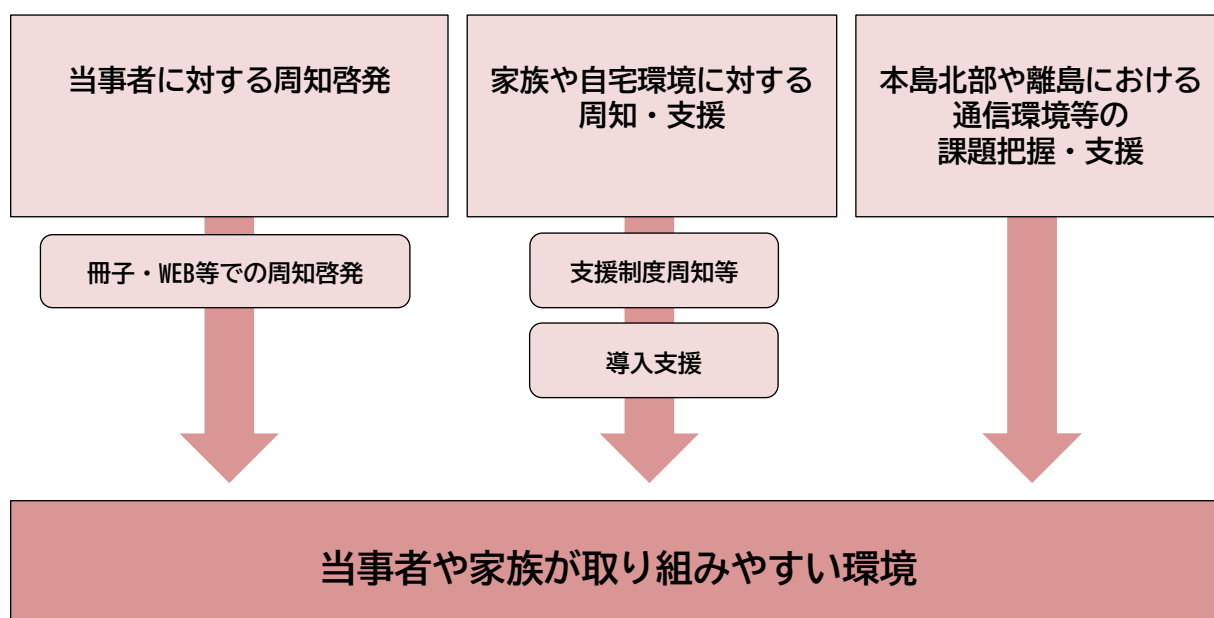 当事者に対する周知啓発
家族や自宅環境に対する
周知・支援
本島北部や離島における
通信環境等の
課題把握・支援
冊子・WEB等での周知啓発
支援制度周知等
導入支援
当事者や家族が取り組みやすい環境